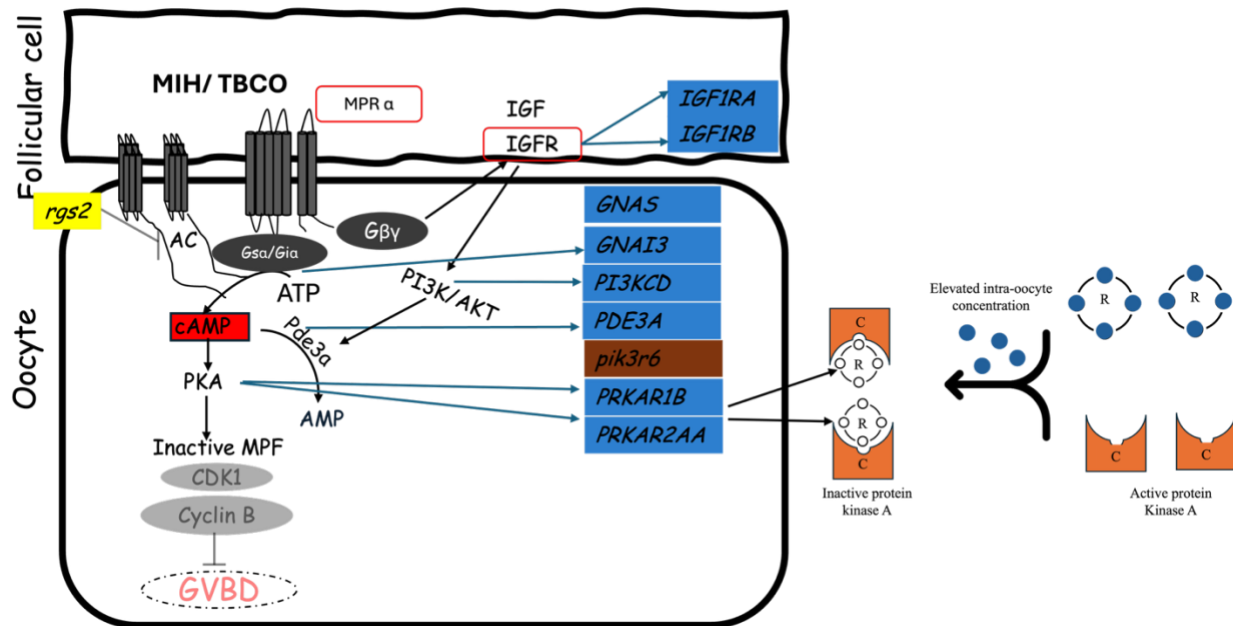 Follicular cell
MIH/ TBCO
MPR α
IGF
IGFR
IGF1RA
IGF1RB
Oocyte
rgs2
AC
Gsα/Giα
Gβγ
ATP
cAMP
Pde3a
AMP
PI3K/AKT
PKA
Inactive MPF
CDK1
Cyclin B
GVBD
GNAS
GNAI3
PI3KCD
PDE3A
pik3r6
PRKAR1B
PRKAR2AA
C
R
R
C
Inactive protein
kinase A
Elevated intra-oocyte
concentration
R
R
C
C
Active protein
Kinase A